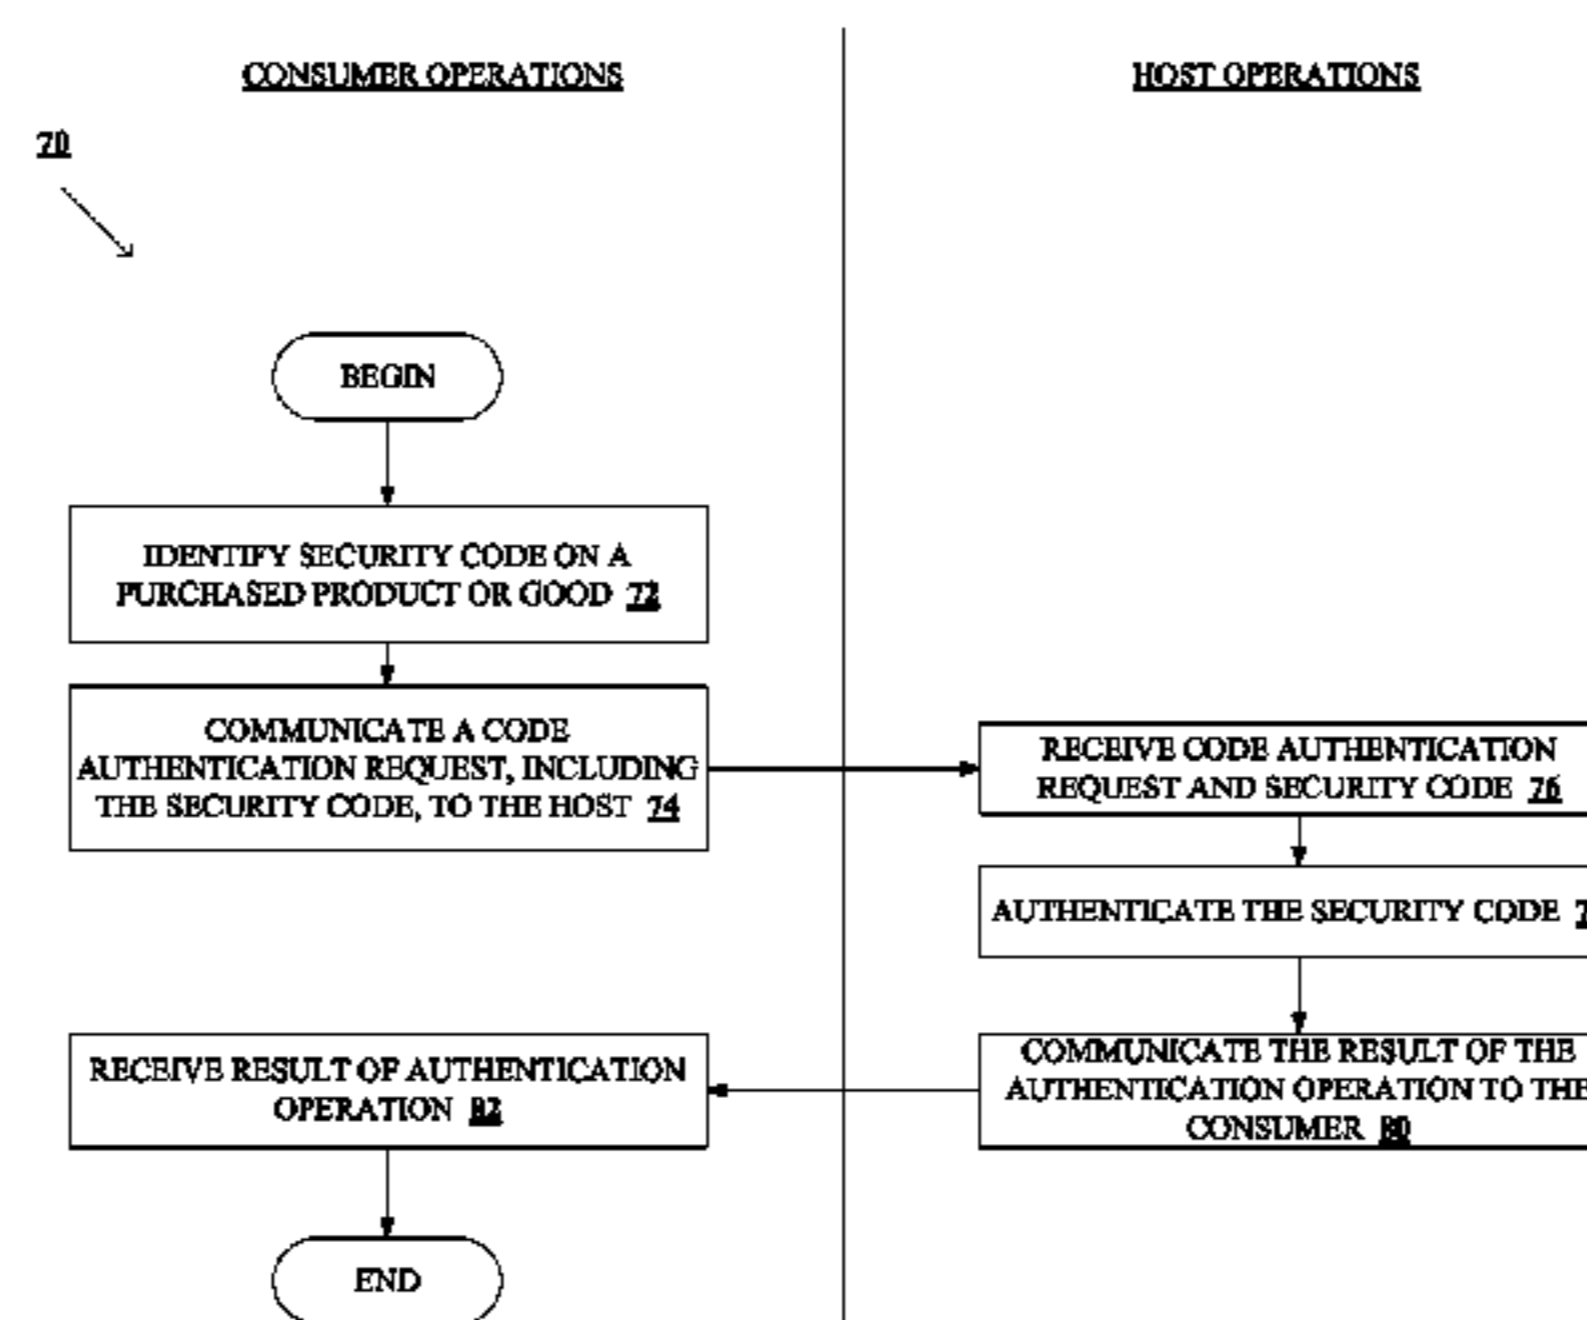 CONSUMER OPERATIONS
HOST OPERATIONS
70
BEGIN
IDENTIFY SECURITY CODE ON A
PURCHASED PRODUCT OR GOOD 72
COMMUNICATE A CODE
AUTHENTICATION REQUEST, INCLUDING
THE SECURITY CODE, TO THE HOST 74
RECEIVE CODE AUTHENTICATION
REQUEST AND SECURITY CODE 76
AUTHENTICATE THE SECURITY CODE
COMMUNICATE THE RESULT OF THE
AUTHENTICATION OPERATION TO THE
CONSUMER 80
RECEIVE RESULT OF AUTHENTICATION
OPERATION 82
END